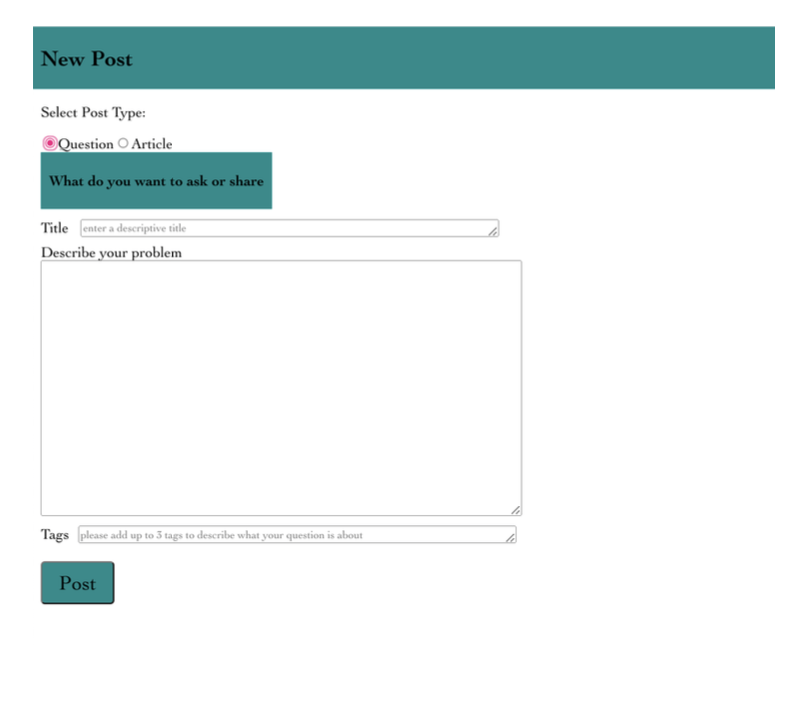 New Post
Select Post Type:
Question Article
What do you want to ask or share
Title enter a descriptive title
Describe your problem
Tags please add up to 3 tags to describe what your question is about
Post